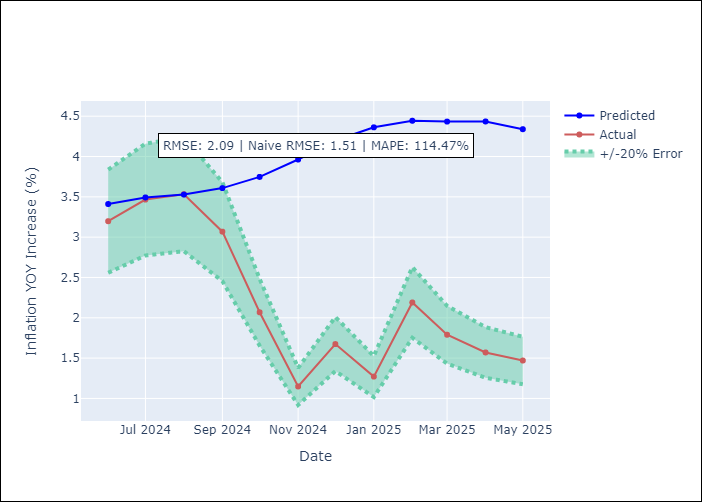 4.5
4
3.5
3
2.5
2
1.5
1
Inflation YOY Increase (%)
RMSE: 2.09 | Naive RMSE: 1.51 | MAPE: 114.47%
Predicted
Actual
+/-20% Error
Jul 2024
Sep 2024
Nov 2024
Jan 2025
Mar 2025
May 2025
Date